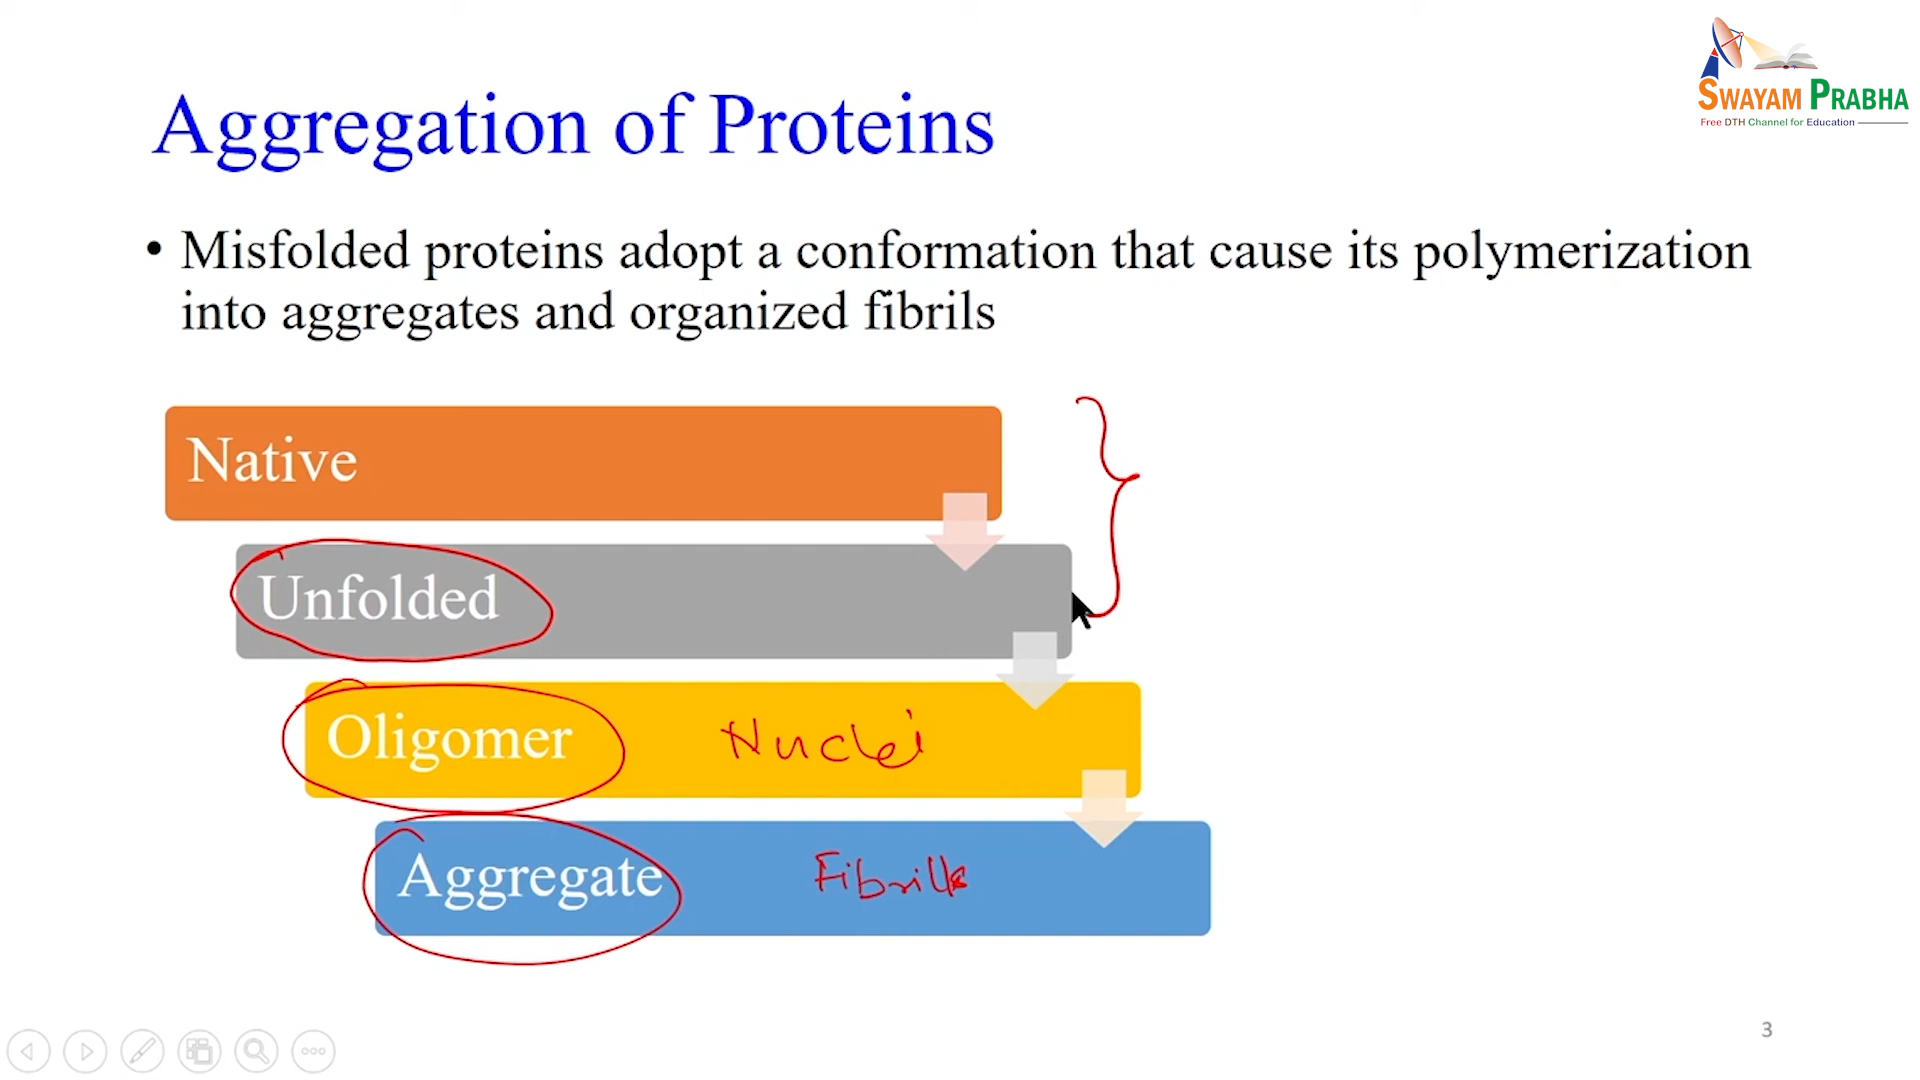 SWAYAM PRABHA
Free DTH Channel for Education
Aggregation of Proteins
• Misfolded proteins adopt a conformation that cause its polymerization
into aggregates and organized fibrils
Native
Unfolded
Oligomer Nuclei
Aggregate Fibrils
3